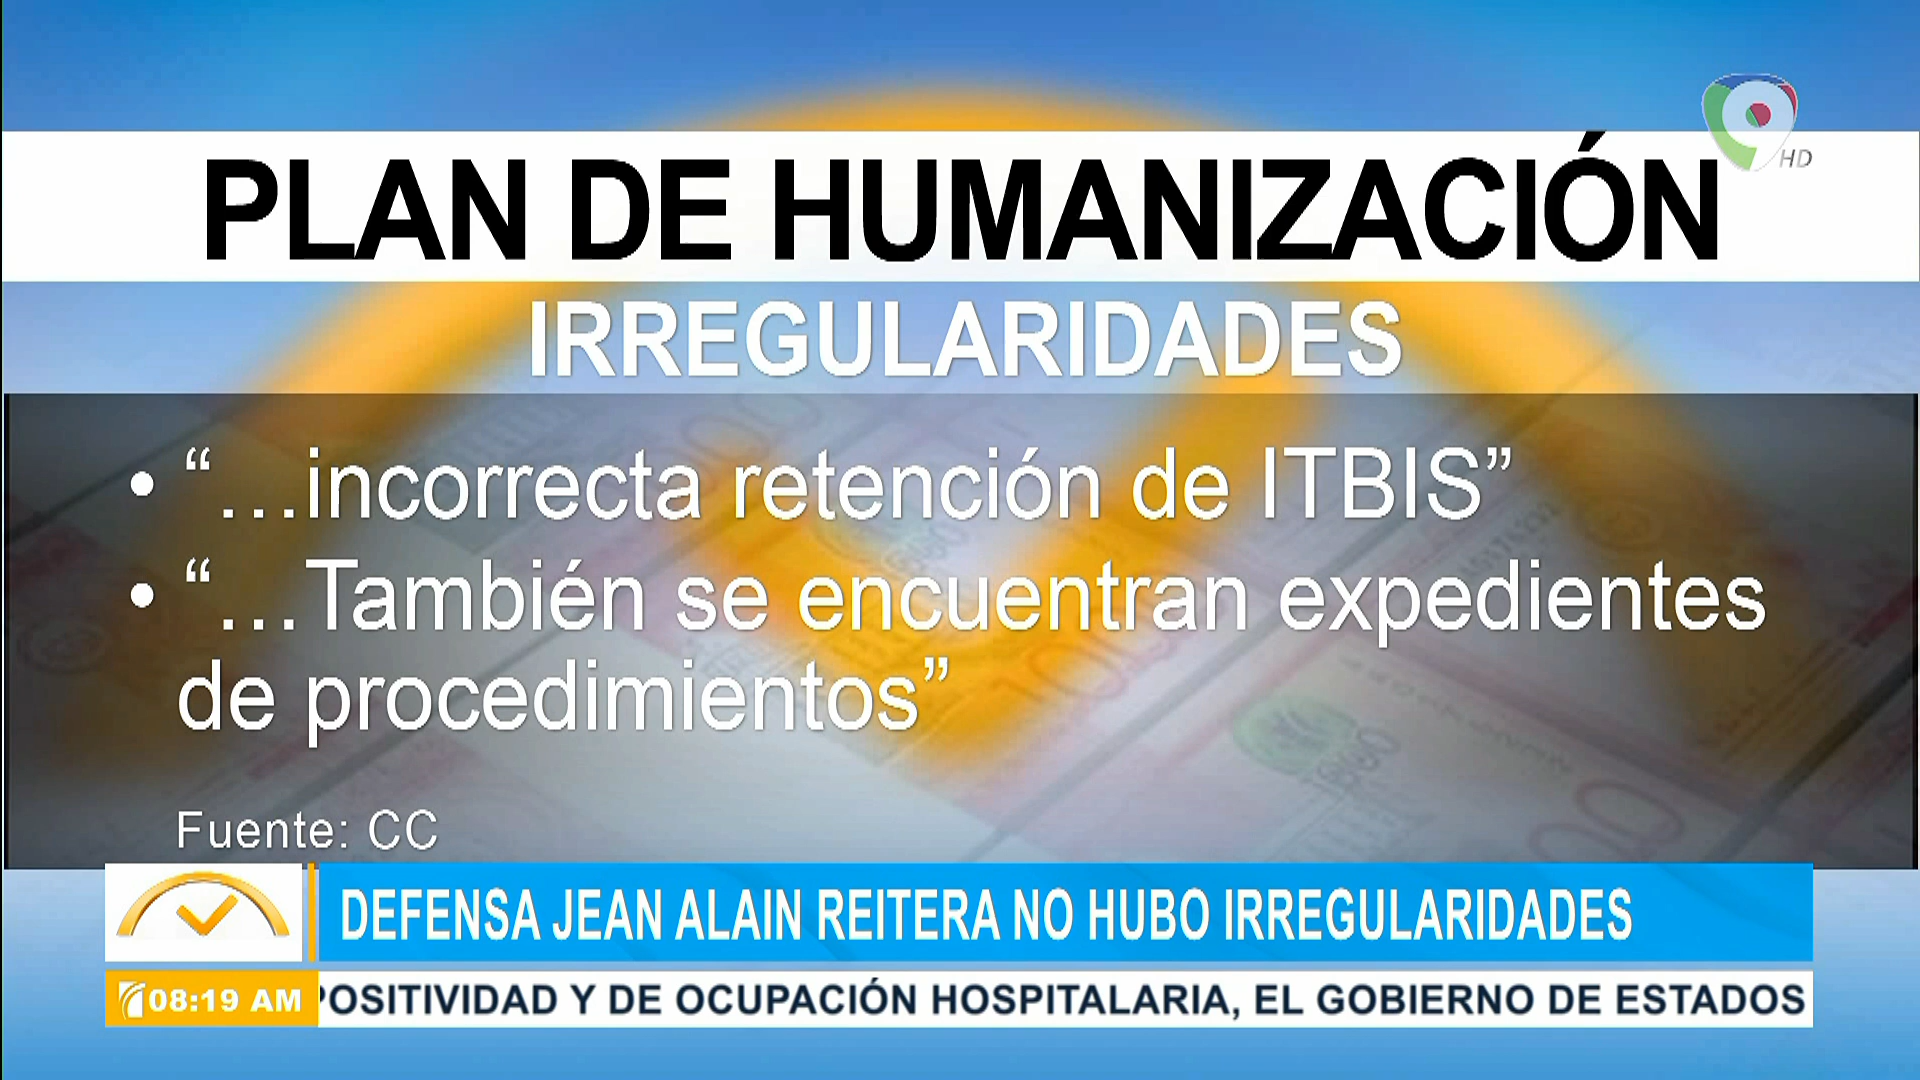 HD
PLAN DE HUMANIZACIÓN
IRREGULARIDADES
• “…incorrecta retención de ITBIS”
• “…También se encuentran expedientes
de procedimientos”
Fuente: CC
DEFENSA JEAN ALAIN REITERA NO HUBO IRREGULARIDADES
08:19 AM
POSITIVIDAD Y DE OCUPACIÓN HOSPITALARIA, EL GOBIERNO DE ESTADOS